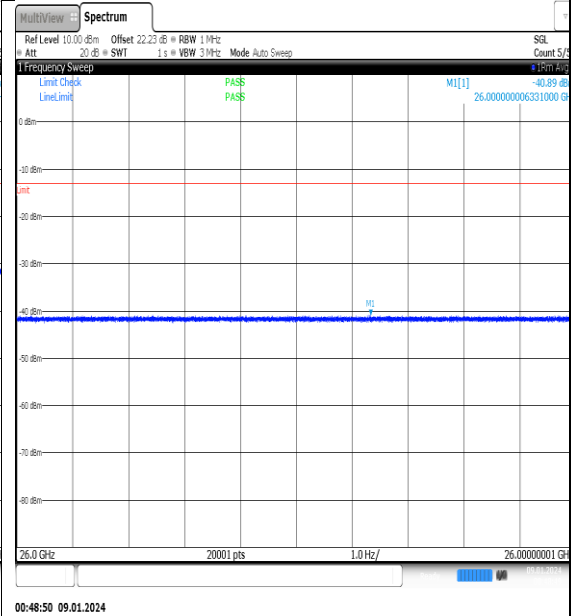 MultiView Spectrum
Ref Level 10.00 dBm Offset 22.23 dB RBW 1 MHz SGL
Att 20 dB SWT 1 s VBW 3 MHz Mode Auto Sweep Count 5/5
1 Frequency Sweep 1Rm Avg
Limit Check PASS M1[1] -40.89 dB
LineLimit PASS 26.000000006331000 G
0 dBm
-10 dBm
Limit
-20 dBm
-30 dBm
M1
-40 dBm
-50 dBm
-60 dBm
-70 dBm
-80 dBm
26.0 GHz 20001 pts 1.0 Hz/ 26.00000001 GH
09.01.2024
00:48:50 09.01.2024